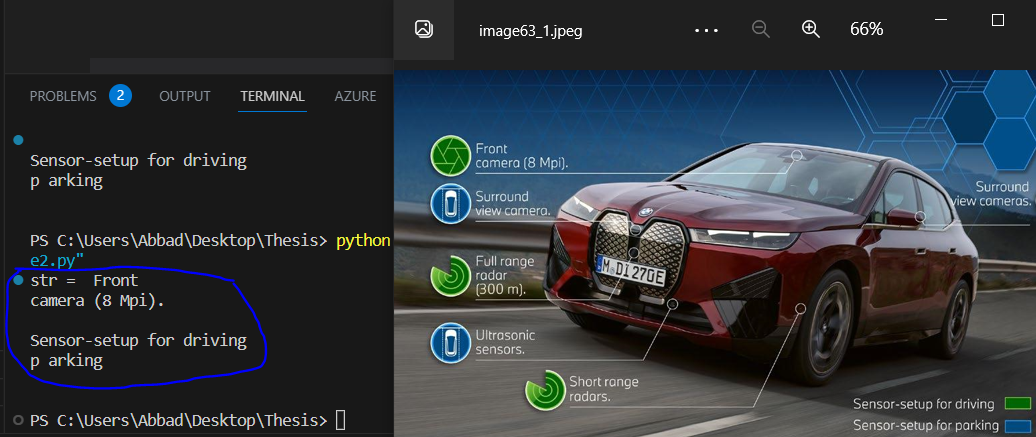 image63_1.jpeg
66%
PROBLEMS 2 OUTPUT TERMINAL AZURE
Sensor-setup for driving
p arking
PS C:\Users\Abbad\Desktop\Thesis> python
e2.py"
str = Front
camera (8 Mpi).
Sensor-setup for driving
p arking
PS C:\Users\Abbad\Desktop\Thesis>
Front
camera (8 Mpi).
Surround
view camera.
Full range
radar
(300 m).
Ultrasonic
sensors.
Short range
radars.
Surround
view cameras.
M DI 270E
Sensor-setup for driving
Sensor-setup for parking